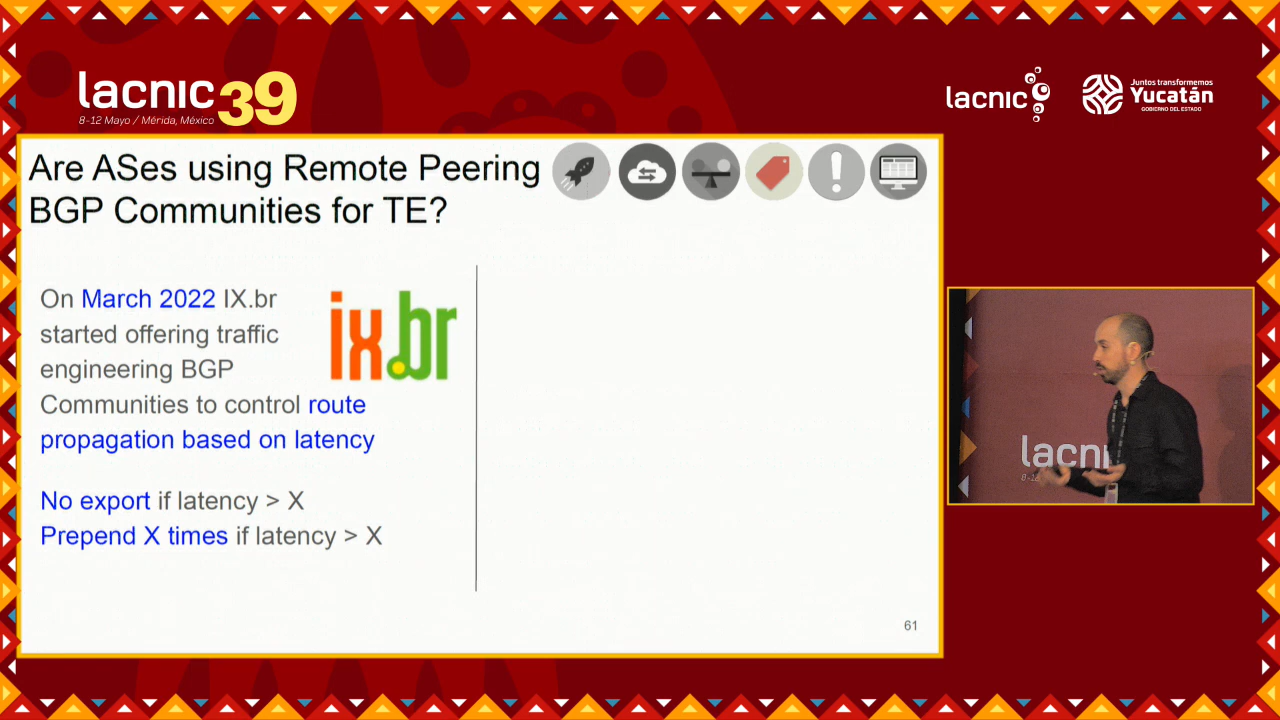 lacnic 39
8-12 Mayo / Mérida, México
lacnic
Juntos transformemos
Yucatán
GOBIERNO DEL ESTADO
Are ASes using Remote Peering
BGP Communities for TE?
On March 2022 IX.br
started offering traffic
engineering BGP
Communities to control route
propagation based on latency
ix.br
No export if latency > X
Prepend X times if latency > X
61